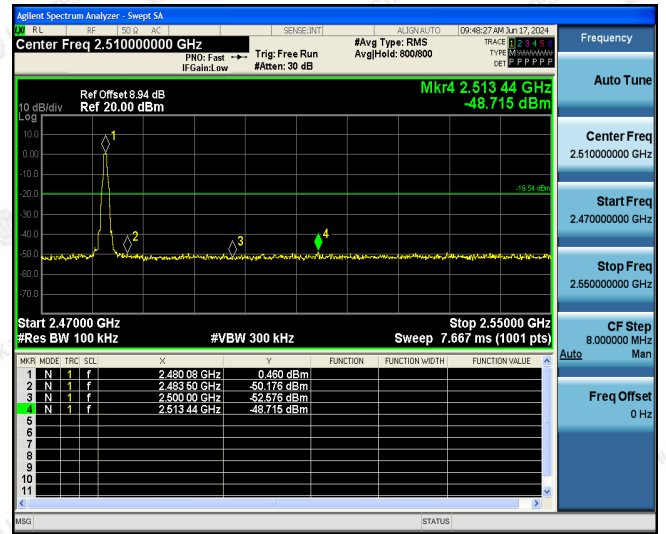 Agilent Spectrum Analyzer - Swept SA
LXI RL RF 50 Ω AC SENSE:INT ALIGN AUTO 09:48:27 AM Jun 17, 2024
Center Freq 2.510000000 GHz #Avg Type: RMS TRACE 1 2 3 4 5 6
PNO: Fast Trig: Free Run Avg|Hold: 800/800 TYPE M
IFGain:Low #Atten: 30 dB DET P P P P P P
Mkr4 2.513 44 GHz
Ref Offset 8.94 dB
10 dB/div Ref 20.00 dBm -48.715 dBm
Log
10.0
1
0.00
-10.0
-20.0 -19.54 dBm
-30.0
-40.0
2 3 4
-50.0
-60.0
-70.0
Start 2.47000 GHz Stop 2.55000 GHz
#Res BW 100 kHz #VBW 300 kHz Sweep 7.667 ms (1001 pts)
MKR MODE TRC SCL X Y FUNCTION FUNCTION WIDTH FUNCTION VALUE
1 N 1 f 2.480 08 GHz 0.460 dBm
2 N 1 f 2.483 50 GHz -50.176 dBm
3 N 1 f 2.500 00 GHz -52.576 dBm
4 N 1 f 2.513 44 GHz -48.715 dBm
5
6
7
8
9
10
11
MSG STATUS
Frequency
Auto Tune
Center Freq
2.510000000 GHz
Start Freq
2.470000000 GHz
Stop Freq
2.550000000 GHz
CF Step
8.000000 MHz
Auto Man
Freq Offset
0 Hz